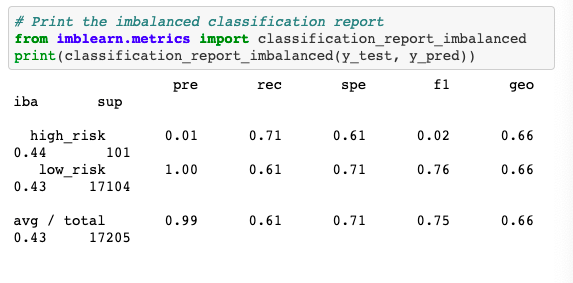 # Print the imbalanced classification report
from imblearn.metrics import classification_report_imbalanced
print(classification_report_imbalanced(y_test, y_pred))
pre rec spe f1 geo
iba sup
high_risk 0.01 0.71 0.61 0.02 0.66
0.44 101
low_risk 1.00 0.61 0.71 0.76 0.66
0.43 17104
avg / total 0.99 0.61 0.71 0.75 0.66
0.43 17205